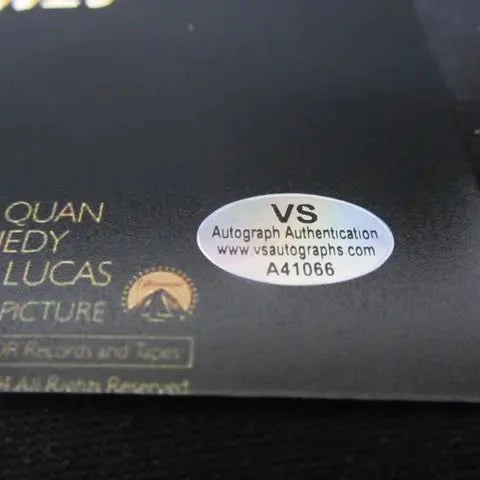 QUAN
EDY
LUCAS
PICTURE
Records and Tapes
All Rights Reserved
VS
Autograph Authentication
www.vsautographs.com
A41066